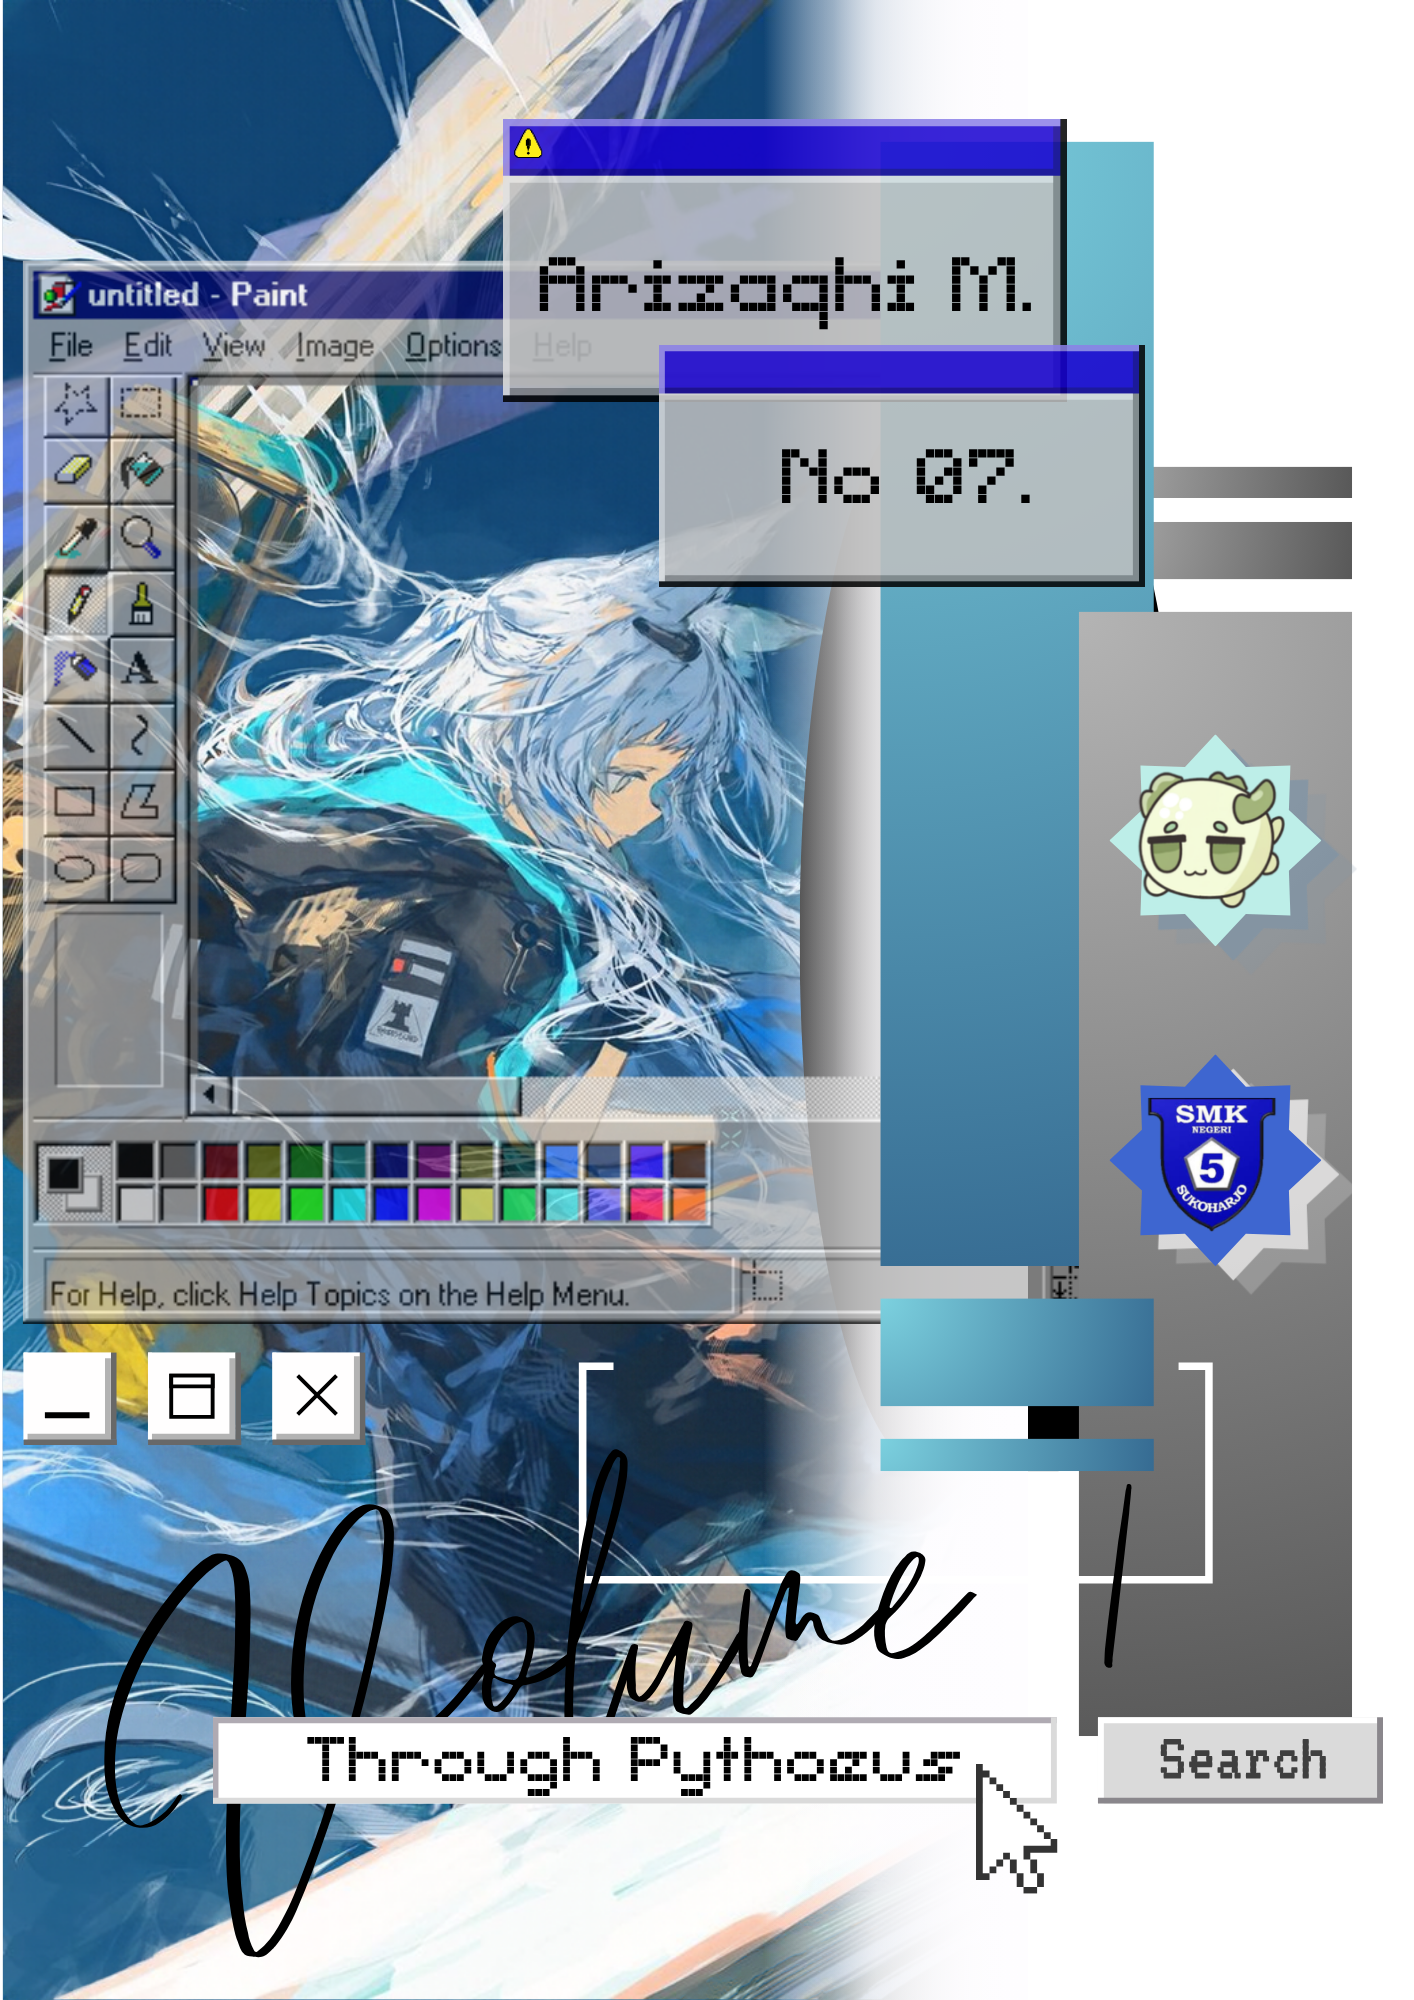 Arizaqhi M.
untitled - Paint
File Edit View Image Options Help
No 07.
A
SMK
NEGERI
5
SUKOHARJO
For Help, click Help Topics on the Help Menu.
Volume 1
Through Pythozus
Search